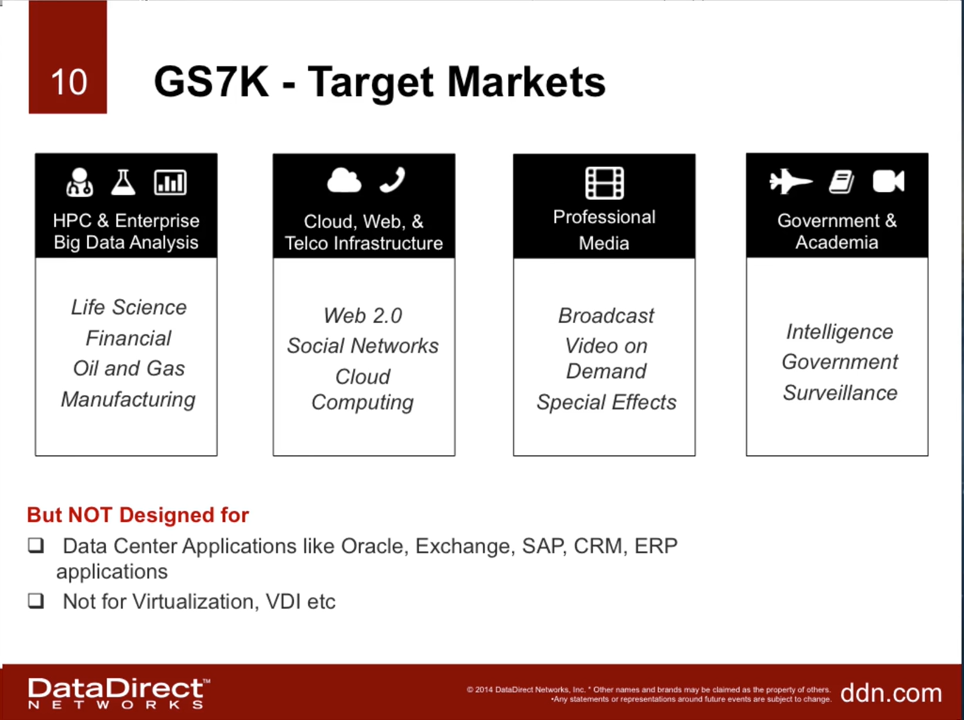 10
GS7K - Target Markets
HPC & Enterprise
Big Data Analysis
Life Science
Financial
Oil and Gas
Manufacturing
Cloud, Web, &
Telco Infrastructure
Web 2.0
Social Networks
Cloud
Computing
Professional
Media
Broadcast
Video on
Demand
Special Effects
Government &
Academia
Intelligence
Government
Surveillance
But NOT Designed for
❑ Data Center Applications like Oracle, Exchange, SAP, CRM, ERP
applications
❑ Not for Virtualization, VDI etc
DataDirect™
NETWORKS
© 2014 DataDirect Networks, Inc. * Other names and brands may be claimed as the property of others.
•Any statements or representations around future events are subject to change.
ddn.com